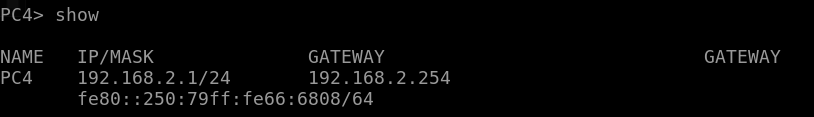 PC4> show
NAME   IP/MASK              GATEWAY                             GATEWAY
PC4    192.168.2.1/24       192.168.2.254
       fe80::250:79ff:fe66:6808/64